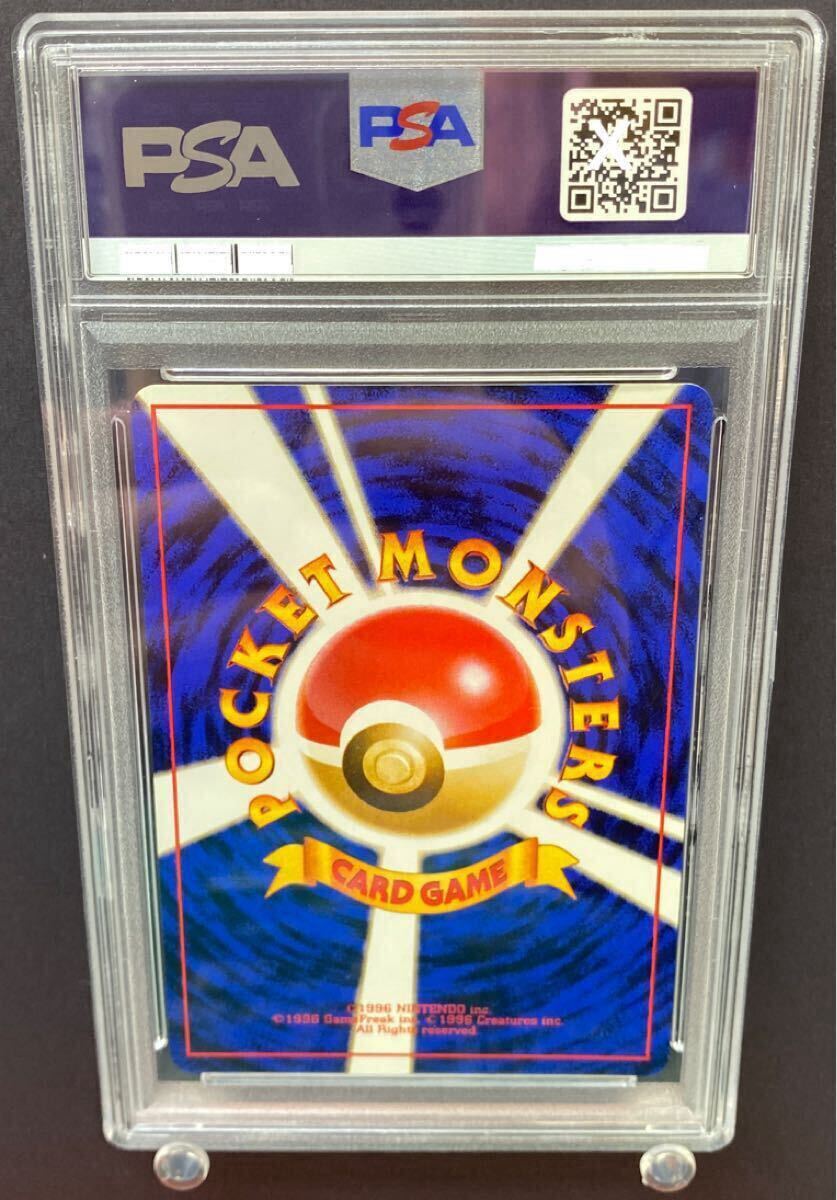 PSA
PSA
X
POCKET MONSTERS
CARD GAME
©1996 NINTENDO inc.
©1996 GameFreak inc. ©1996 Creatures inc.
All Rights reserved